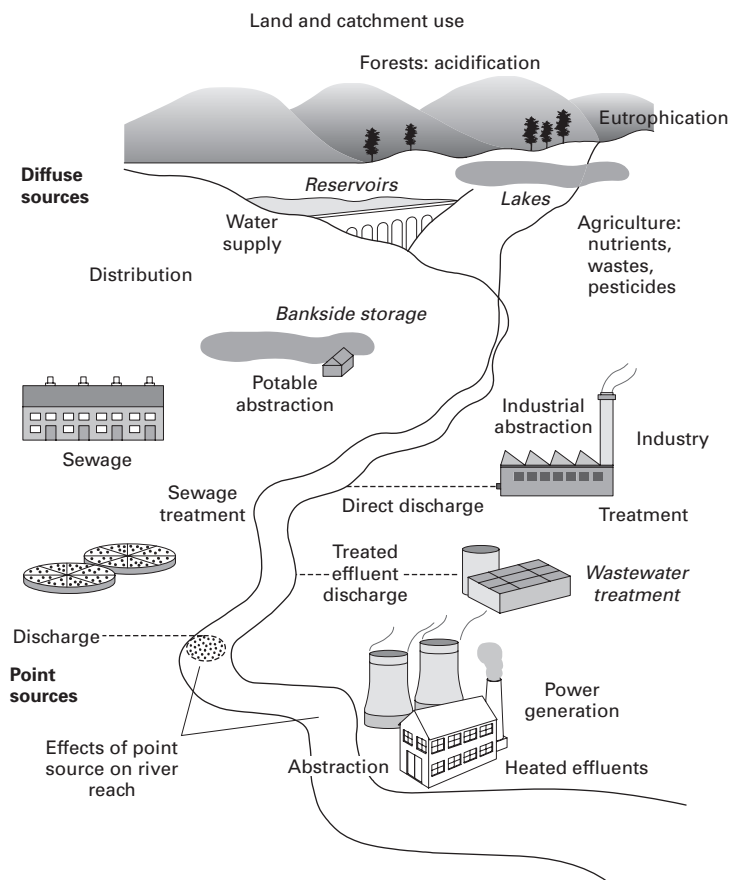 Land and catchment use
Forests: acidification
Eutrophication
Diffuse
sources
Reservoirs
Lakes
Water
supply
Agriculture:
nutrients,
wastes,
pesticides
Distribution
Bankside storage
Potable
abstraction
Industrial
abstraction
Industry
Sewage
Sewage
treatment
Direct discharge
Treatment
Treated
effluent
discharge
Wastewater
treatment
Discharge
Point
sources
Power
generation
Effects of point
source on river
reach
Abstraction
Heated effluents